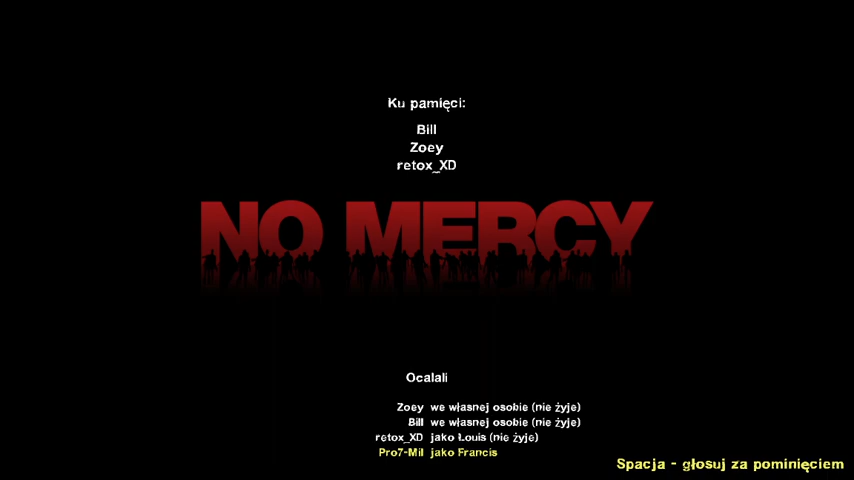 Ku pamięci:
Bill
Zoey
retox_XD
NO MERCY
Ocalali
Zoey we własnej osobie (nie żyje)
Bill we własnej osobie (nie żyje)
retox_XD jako Louis (nie żyje)
Pro7-Mil jako Francis
Spacja - głosuj za pominięciem